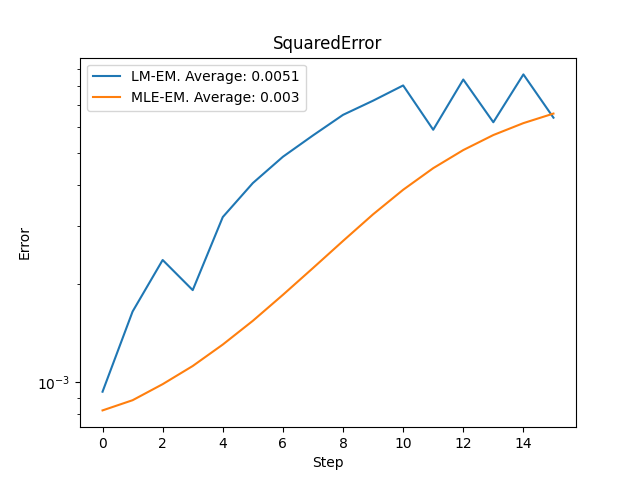 SquaredError
LM-EM. Average: 0.0051
MLE-EM. Average: 0.003
Error
10⁻³
0 2 4 6 8 10 12 14
Step